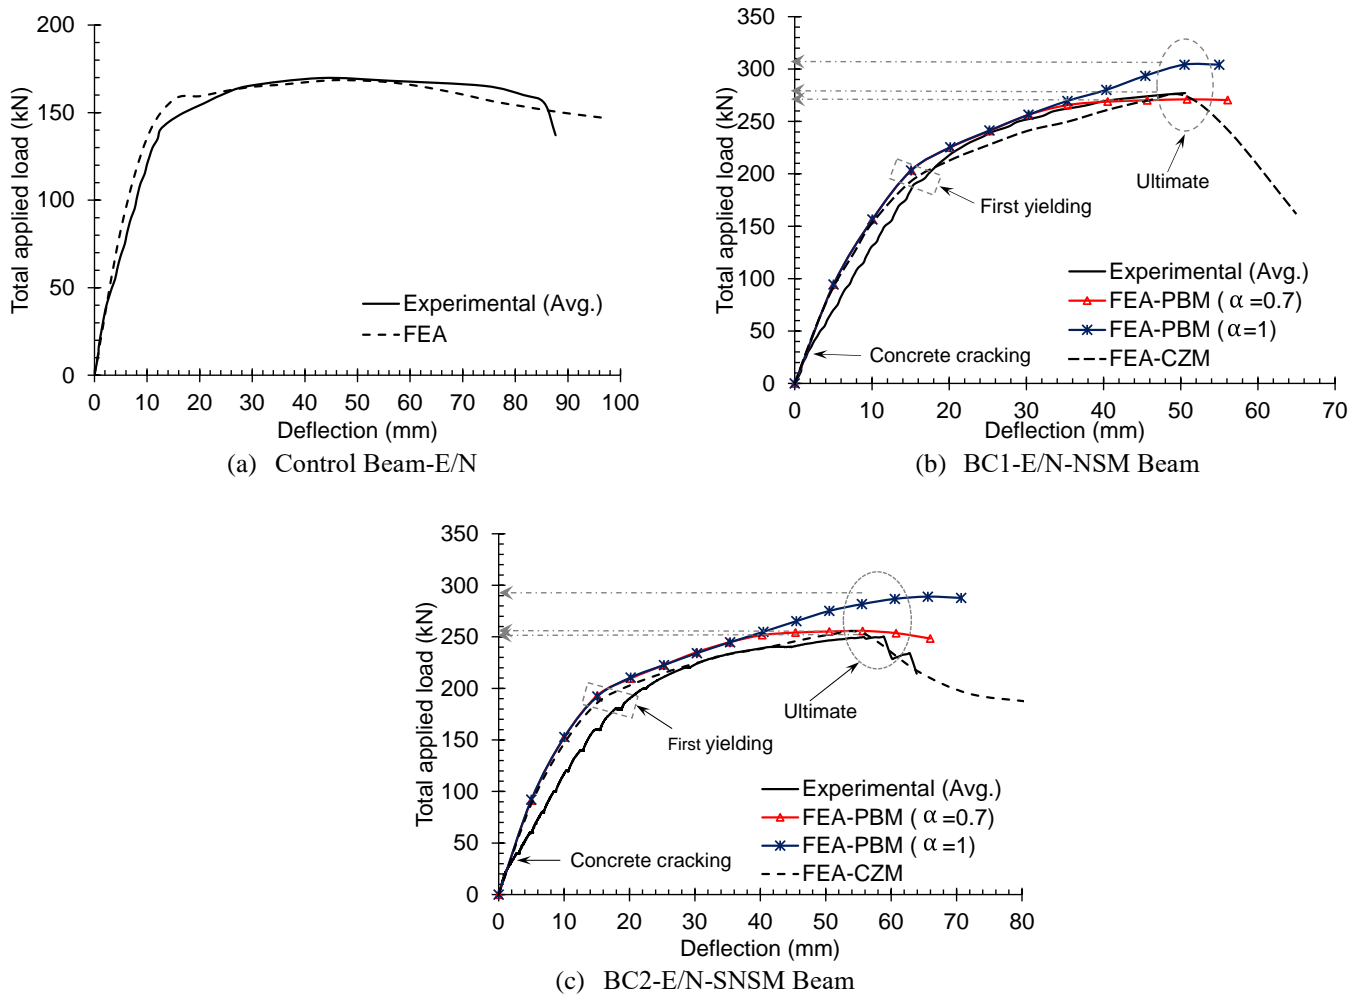 200
150
100
50
0
0 10 20 30 40 50 60 70 80 90 100
Total applied load (kN)
Deflection (mm)
Experimental (Avg.)
FEA
(a) Control Beam-E/N
350
300
250
200
150
100
50
0
0 10 20 30 40 50 60 70
Total applied load (kN)
Deflection (mm)
Ultimate
First yielding
Concrete cracking
Experimental (Avg.)
FEA-PBM ( α =0.7)
FEA-PBM ( α=1)
FEA-CZM
(b) BC1-E/N-NSM Beam
350
300
250
200
150
100
50
0
0 10 20 30 40 50 60 70 80
Total applied load (kN)
Deflection (mm)
Ultimate
First yielding
Concrete cracking
Experimental (Avg.)
FEA-PBM ( α =0.7)
FEA-PBM ( α =1)
FEA-CZM
(c) BC2-E/N-SNSM Beam